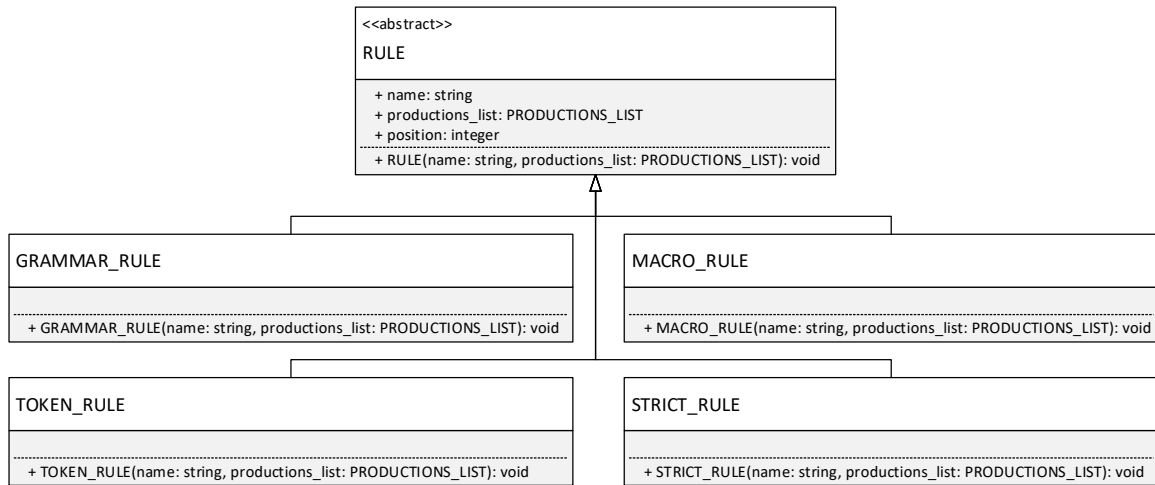 <<abstract>>
RULE
+ name: string
+ productions_list: PRODUCTIONS_LIST
+ position: integer
+ RULE(name: string, productions_list: PRODUCTIONS_LIST): void
GRAMMAR_RULE
+ GRAMMAR_RULE(name: string, productions_list: PRODUCTIONS_LIST): void
MACRO_RULE
+ MACRO_RULE(name: string, productions_list: PRODUCTIONS_LIST): void
TOKEN_RULE
+ TOKEN_RULE(name: string, productions_list: PRODUCTIONS_LIST): void
STRICT_RULE
+ STRICT_RULE(name: string, productions_list: PRODUCTIONS_LIST): void